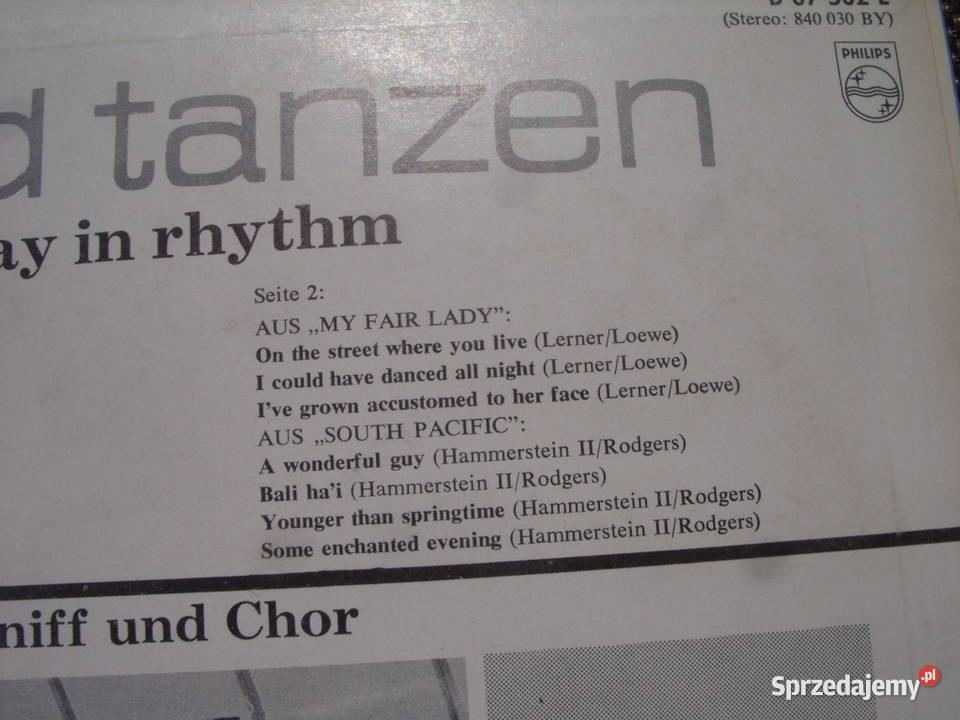 (Stereo: 840 030 BY)
PHILIPS
d tanzen
ay in rhythm
Seite 2:
AUS „MY FAIR LADY”:
On the street where you live (Lerner/Loewe)
I could have danced all night (Lerner/Loewe)
I've grown accustomed to her face (Lerner/Loewe)
AUS „SOUTH PACIFIC”:
A wonderful guy (Hammerstein II/Rodgers)
Bali ha'i (Hammerstein II/Rodgers)
Younger than springtime (Hammerstein II/Rodgers)
Some enchanted evening (Hammerstein II/Rodgers)
niff und Chor
Sprzedajemy.pl